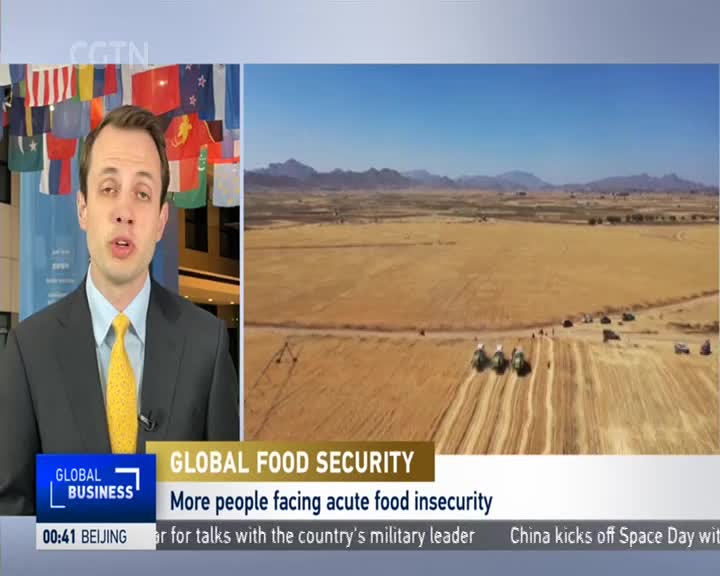 CGTN
GLOBAL FOOD SECURITY
GLOBAL
BUSINESS
More people facing acute food insecurity
00:41 BEIJING
ar for talks with the country's military leader China kicks off Space Day wit